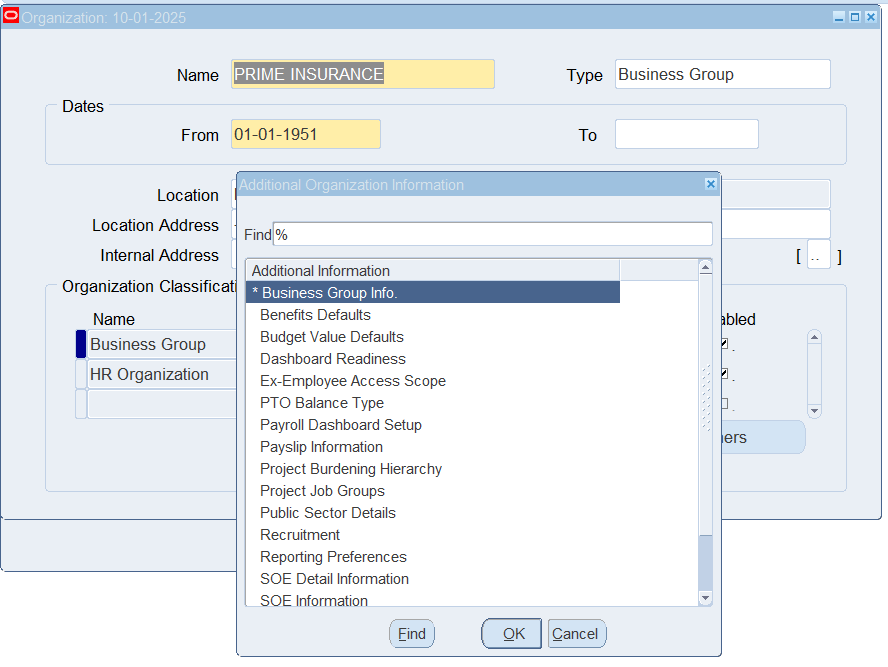 Organization: 10-01-2025
Name PRIME INSURANCE Type Business Group
Dates
From 01-01-1951 To
Additional Organization Information
Location
Location Address
Internal Address [ .. ]
Find %
Additional Information
Organization Classificati
* Business Group Info.
Name abled
Benefits Defaults
Budget Value Defaults
Business Group
Dashboard Readiness
HR Organization
Ex-Employee Access Scope
PTO Balance Type
Payroll Dashboard Setup
Payslip Information
Project Burdening Hierarchy
Project Job Groups
Public Sector Details
Recruitment
Reporting Preferences
SOE Detail Information
SOE Information
Find OK Cancel